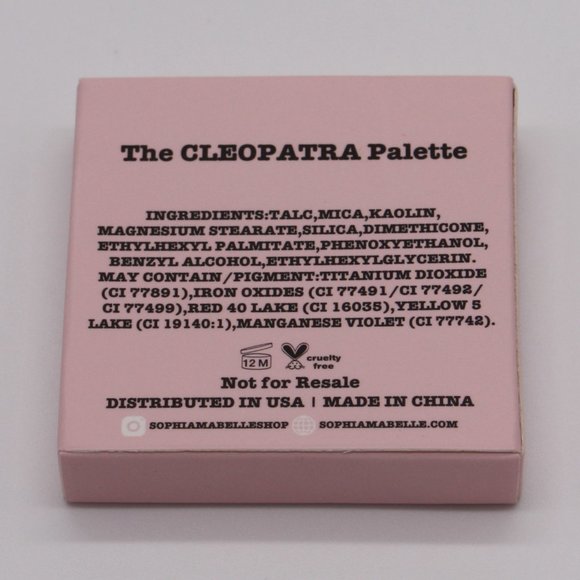 The CLEOPATRA Palette
INGREDIENTS:TALC,MICA,KAOLIN,
MAGNESIUM STEARATE,SILICA,DIMETHICONE,
ETHYLHEXYL PALMITATE,PHENOXYETHANOL,
BENZYL ALCOHOL,ETHYLHEXYLGLYCERIN.
MAY CONTAIN/PIGMENT:TITANIUM DIOXIDE
(CI 77891),IRON OXIDES (CI 77491/CI 77492/
CI 77499),RED 40 LAKE (CI 16035),YELLOW 5
LAKE (CI 19140:1),MANGANESE VIOLET (CI 77742).
12 M cruelty
free
Not for Resale
DISTRIBUTED IN USA | MADE IN CHINA
SOPHIAMABELLESHOP SOPHIAMABELLE.COM